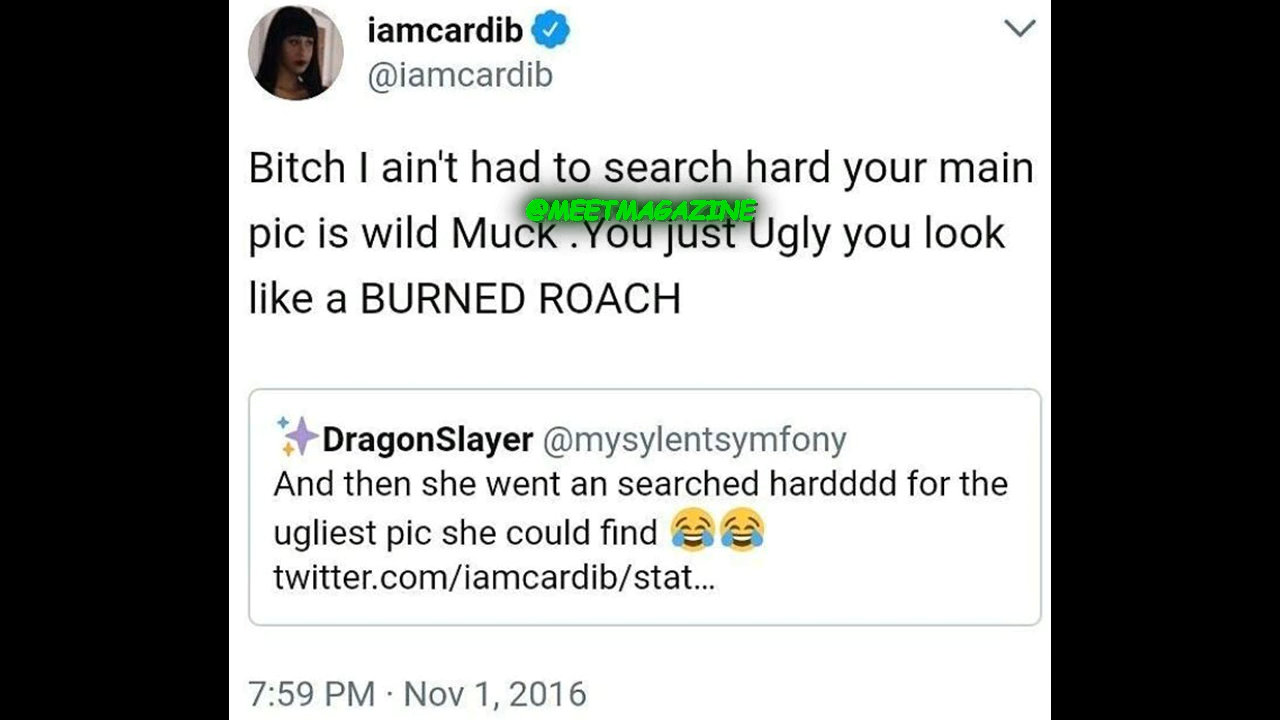 iamcardib
@iamcardib
Bitch I ain't had to search hard your main
@MEETMAGAZINE
pic is wild Muck .You just Ugly you look
like a BURNED ROACH
✨DragonSlayer @mysylentsymfony
And then she went an searched hardddd for the
ugliest pic she could find 😂😂
twitter.com/iamcardib/stat...
7:59 PM · Nov 1, 2016